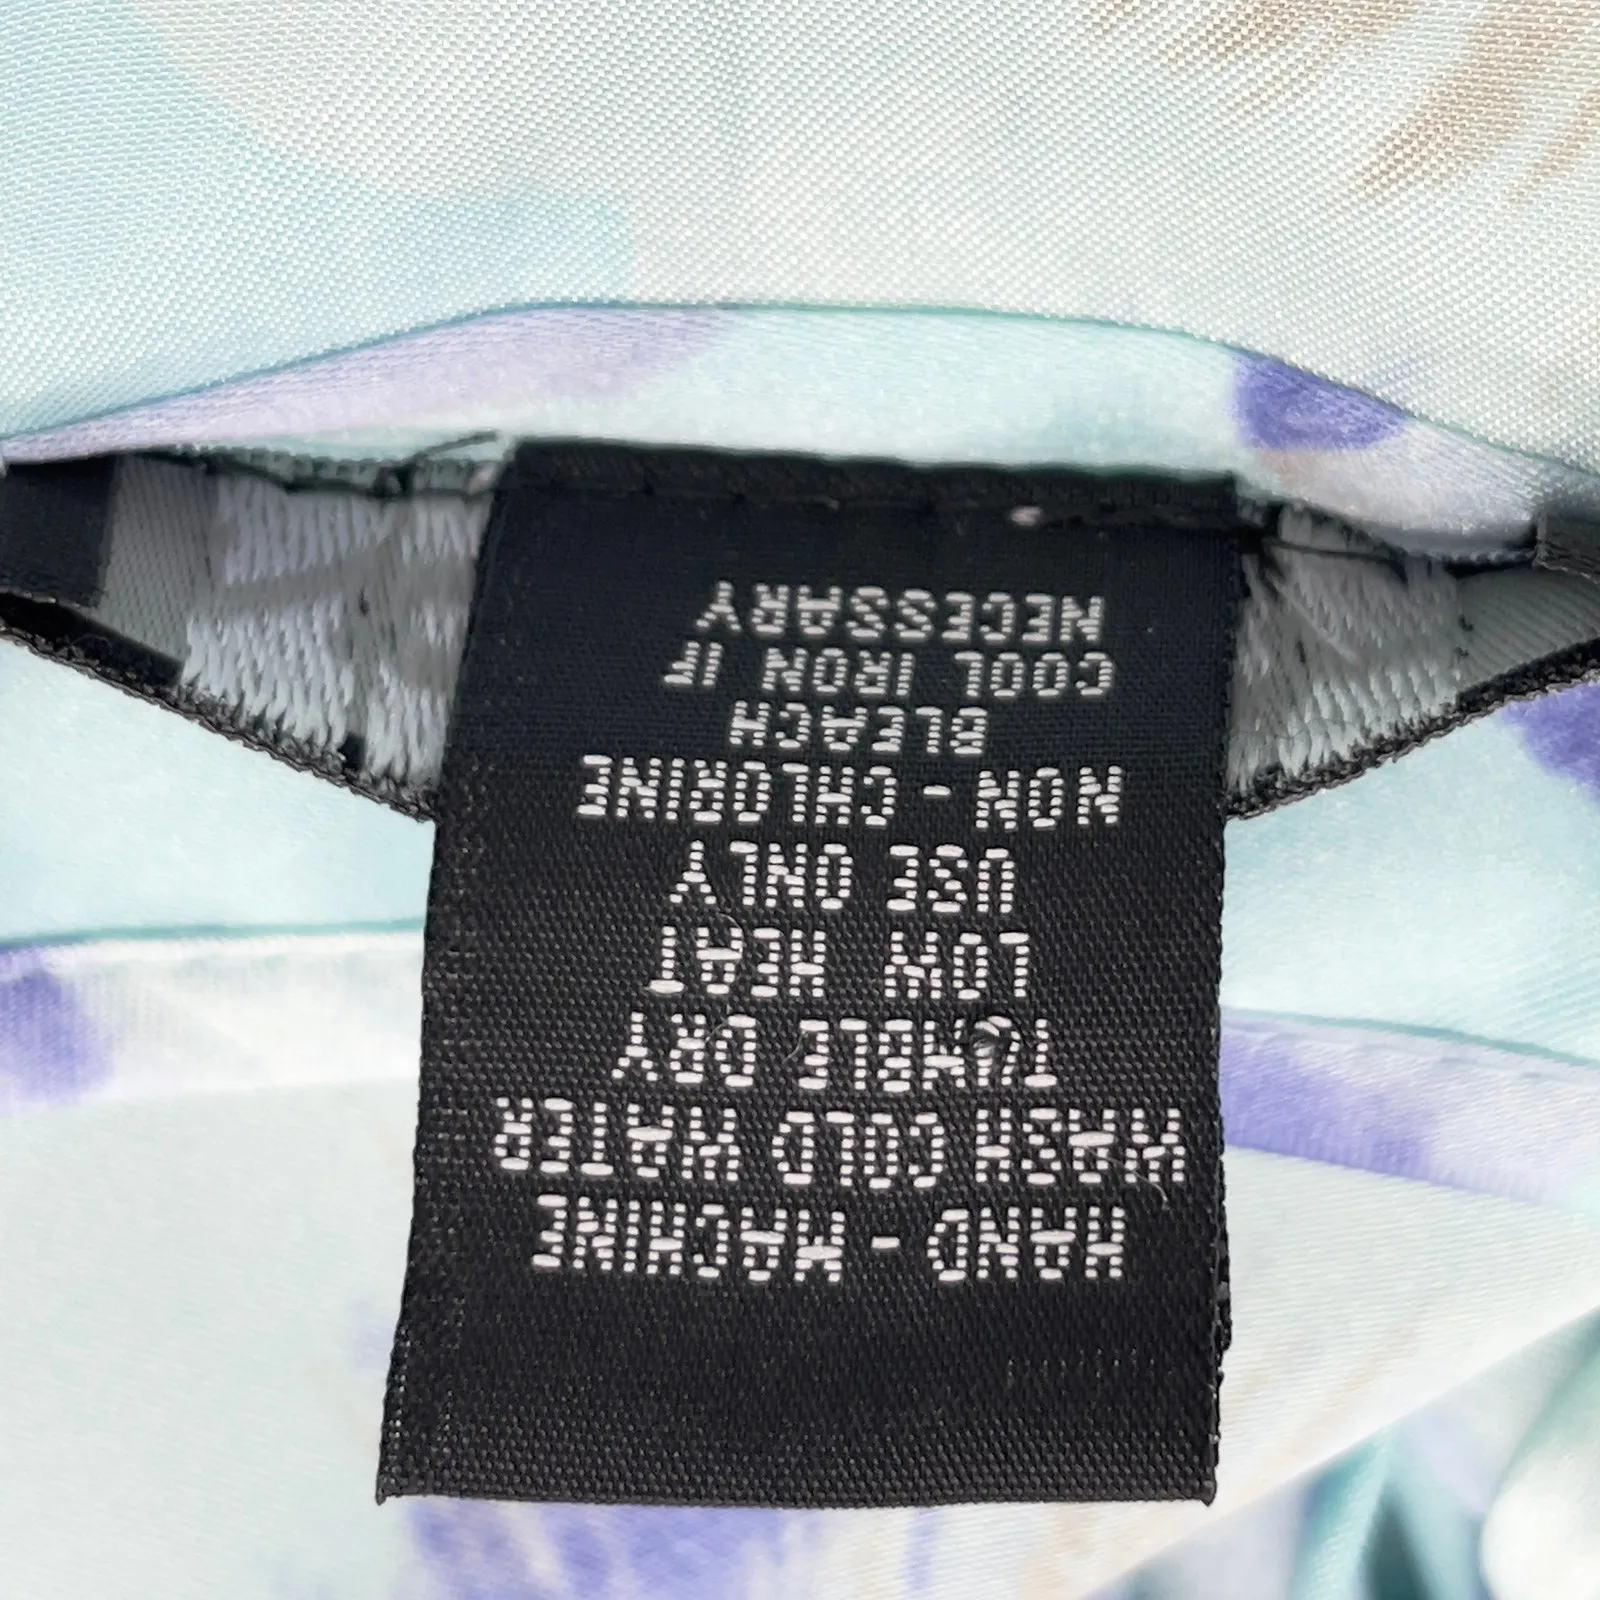 HAND - MACHINE
WASH COLD WATER
TUMBLE DRY
LOW HEAT
USE ONLY
NON - CHLORINE
BLEACH
COOL IRON IF
NECESSARY